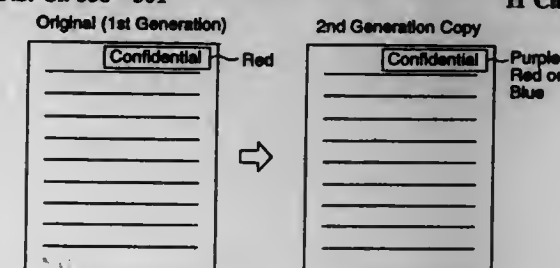 Original (1st Generation)
Confidential
Red
2nd Generation Copy
Confidential
Purple
Red or
Blue